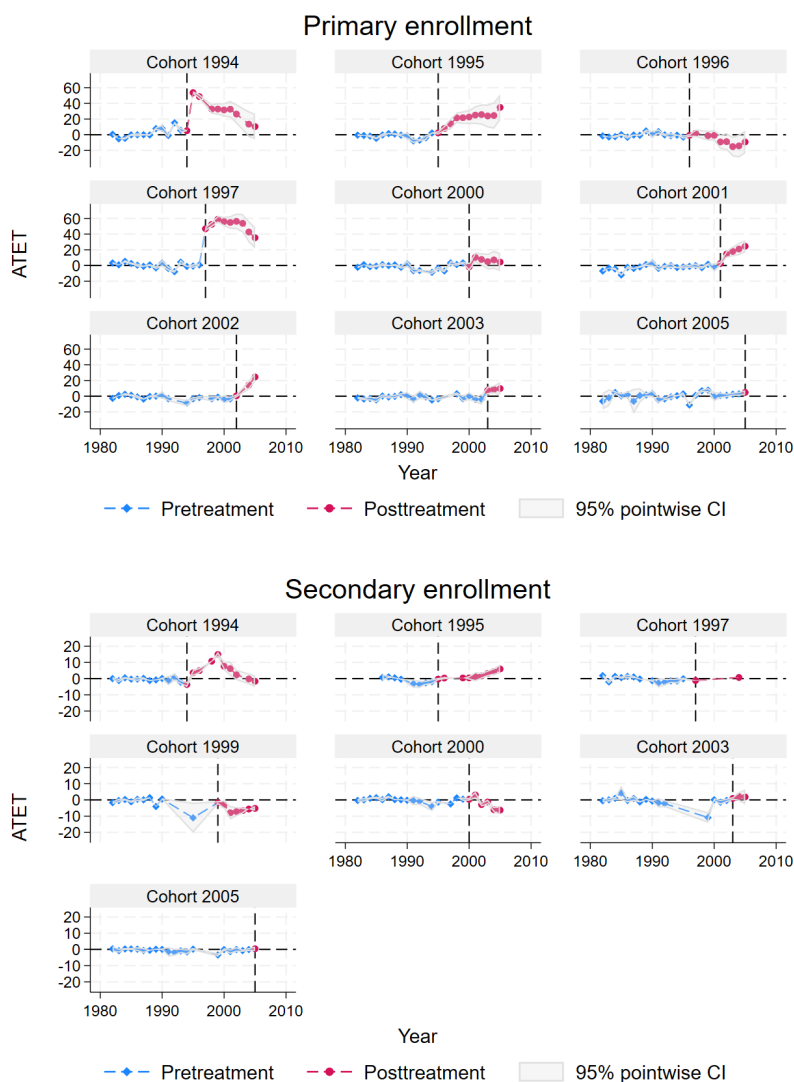 Primary enrollment
Cohort 1994 Cohort 1995 Cohort 1996
60
40
20
0
-20
Cohort 1997 Cohort 2000 Cohort 2001
60
40
20
0
-20
ATET
Cohort 2002 Cohort 2003 Cohort 2005
60
40
20
0
-20
1980 1990 2000 2010 1980 1990 2000 2010 1980 1990 2000 2010
Year
Pretreatment Posttreatment 95% pointwise CI
Secondary enrollment
Cohort 1994 Cohort 1995 Cohort 1997
20
10
0
-10
-20
Cohort 1999 Cohort 2000 Cohort 2003
20
10
0
-10
-20
ATET
1980 1990 2000 2010 1980 1990 2000 2010
Cohort 2005
20
10
0
-10
-20
1980 1990 2000 2010
Year
Pretreatment Posttreatment 95% pointwise CI